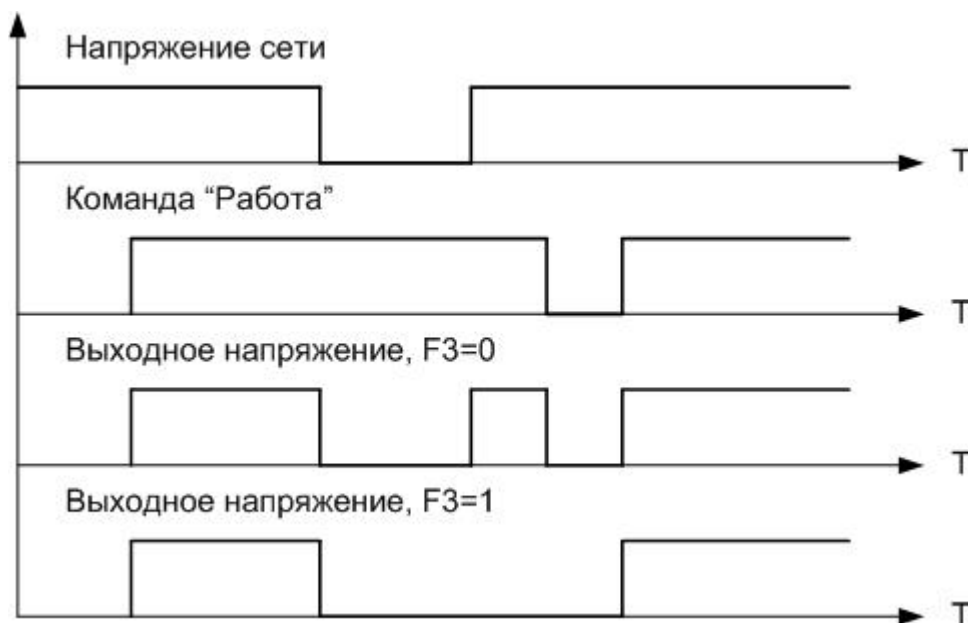 Напряжение сети
T
Команда “Работа”
T
Выходное напряжение, F3=0
T
Выходное напряжение, F3=1
T